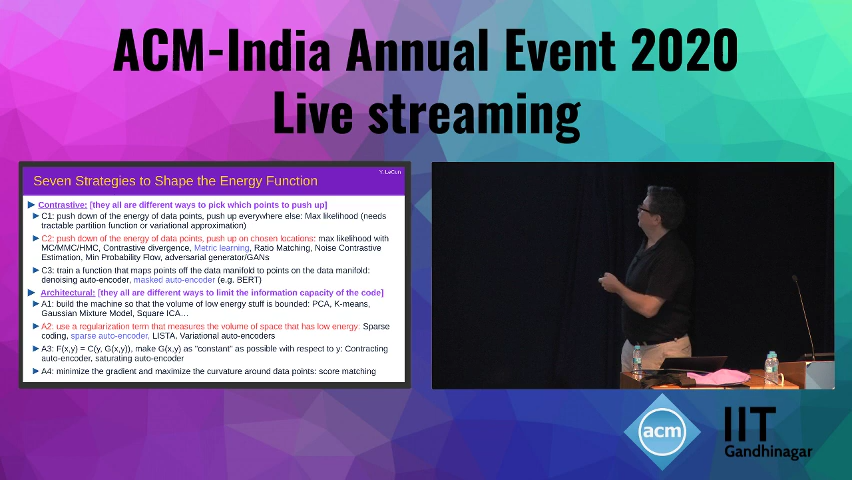 ACM-India Annual Event 2020
Live streaming
Y. LeCun
Seven Strategies to Shape the Energy Function
Contrastive: [they all are different ways to pick which points to push up]
C1: push down of the energy of data points, push up everywhere else: Max likelihood (needs
tractable partition function or variational approximation)
C2: push down of the energy of data points, push up on chosen locations: max likelihood with
MC/MMC/HMC, Contrastive divergence, Metric learning, Ratio Matching, Noise Contrastive
Estimation, Min Probability Flow, adversarial generator/GANs
C3: train a function that maps points off the data manifold to points on the data manifold:
denoising auto-encoder, masked auto-encoder (e.g. BERT)
Architectural: [they all are different ways to limit the information capacity of the code]
A1: build the machine so that the volume of low energy stuff is bounded: PCA, K-means,
Gaussian Mixture Model, Square ICA…
A2: use a regularization term that measures the volume of space that has low energy: Sparse
coding, sparse auto-encoder, LISTA, Variational auto-encoders
A3: F(x,y) = C(y, G(x,y)), make G(x,y) as "constant" as possible with respect to y: Contracting
auto-encoder, saturating auto-encoder
A4: minimize the gradient and maximize the curvature around data points: score matching
acm
IIT
Gandhinagar